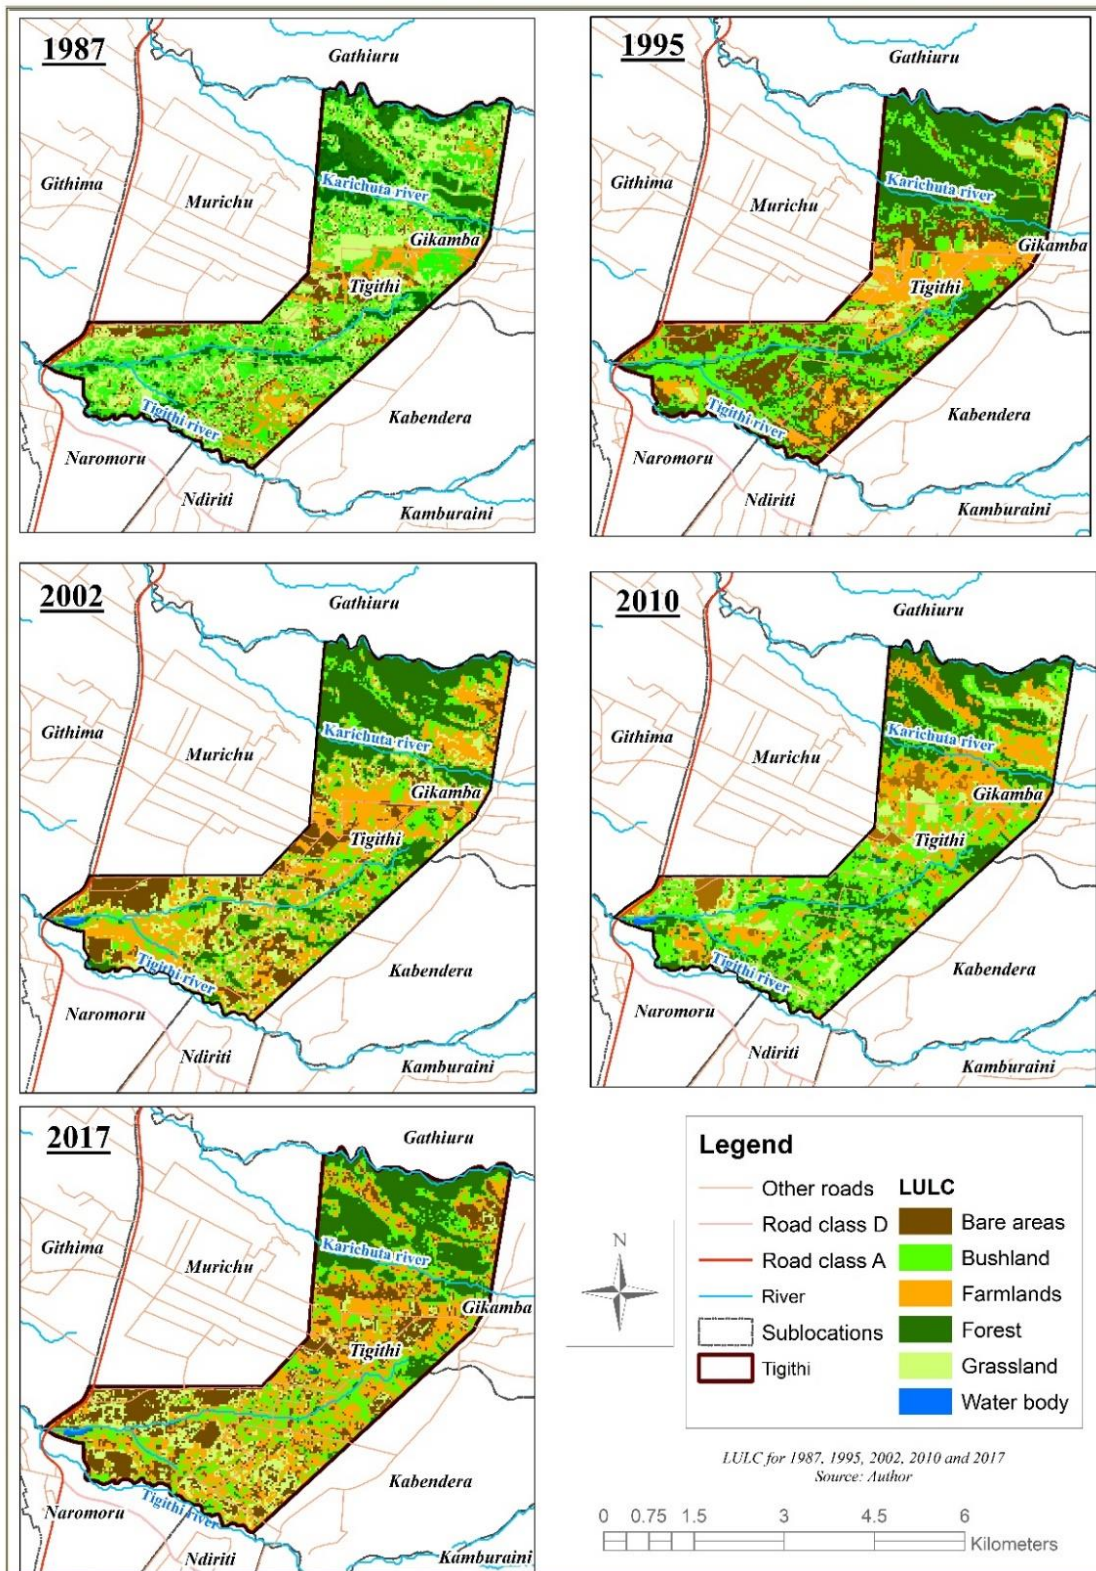 1987
Gathiuru
Githima
Murichu
Karichuta river
Gikamba
Tigithi
Tigithi river
Kabendera
Naromoru
Ndiriti
Kamburaini
1995
Gathiuru
Githima
Murichu
Karichuta river
Gikamba
Tigithi
Tigithi river
Kabendera
Naromoru
Ndiriti
Kamburaini
2002
Gathiuru
Githima
Murichu
Karichuta river
Gikamba
Tigithi
Tigithi river
Kabendera
Naromoru
Ndiriti
Kamburaini
2010
Gathiuru
Githima
Murichu
Karichuta river
Gikamba
Tigithi
Tigithi river
Kabendera
Naromoru
Ndiriti
Kamburaini
2017
Gathiuru
Githima
Murichu
Karichuta river
Gikamba
Tigithi
Tigithi river
Kabendera
Naromoru
Ndiriti
Kamburaini
Legend
Other roads
Road class D
Road class A
River
Sublocations
Tigithi
LULC
Bare areas
Bushland
Farmlands
Forest
Grassland
Water body
N
LULC for 1987, 1995, 2002, 2010 and 2017
Source: Author
0 0.75 1.5 3 4.5 6
Kilometers